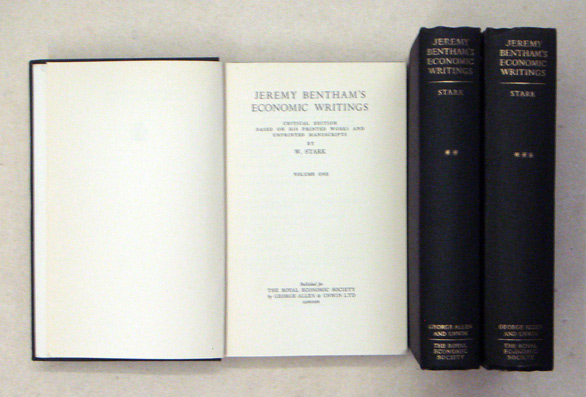 JEREMY BENTHAM'S
ECONOMIC WRITINGS
CRITICAL EDITION
BASED ON HIS PRINTED WORKS AND
UNPRINTED MANUSCRIPTS
BY
W. STARK
VOLUME ONE
Published for
THE ROYAL ECONOMIC SOCIETY
by GEORGE ALLEN & UNWIN LTD
LONDON
JEREMY
BENTHAM'S
ECONOMIC
WRITINGS
STARK
**
GEORGE ALLEN
AND UNWIN
THE ROYAL
ECONOMIC
SOCIETY
JEREMY
BENTHAM'S
ECONOMIC
WRITINGS
STARK
***
GEORGE ALLEN
AND UNWIN
THE ROYAL
ECONOMIC
SOCIETY